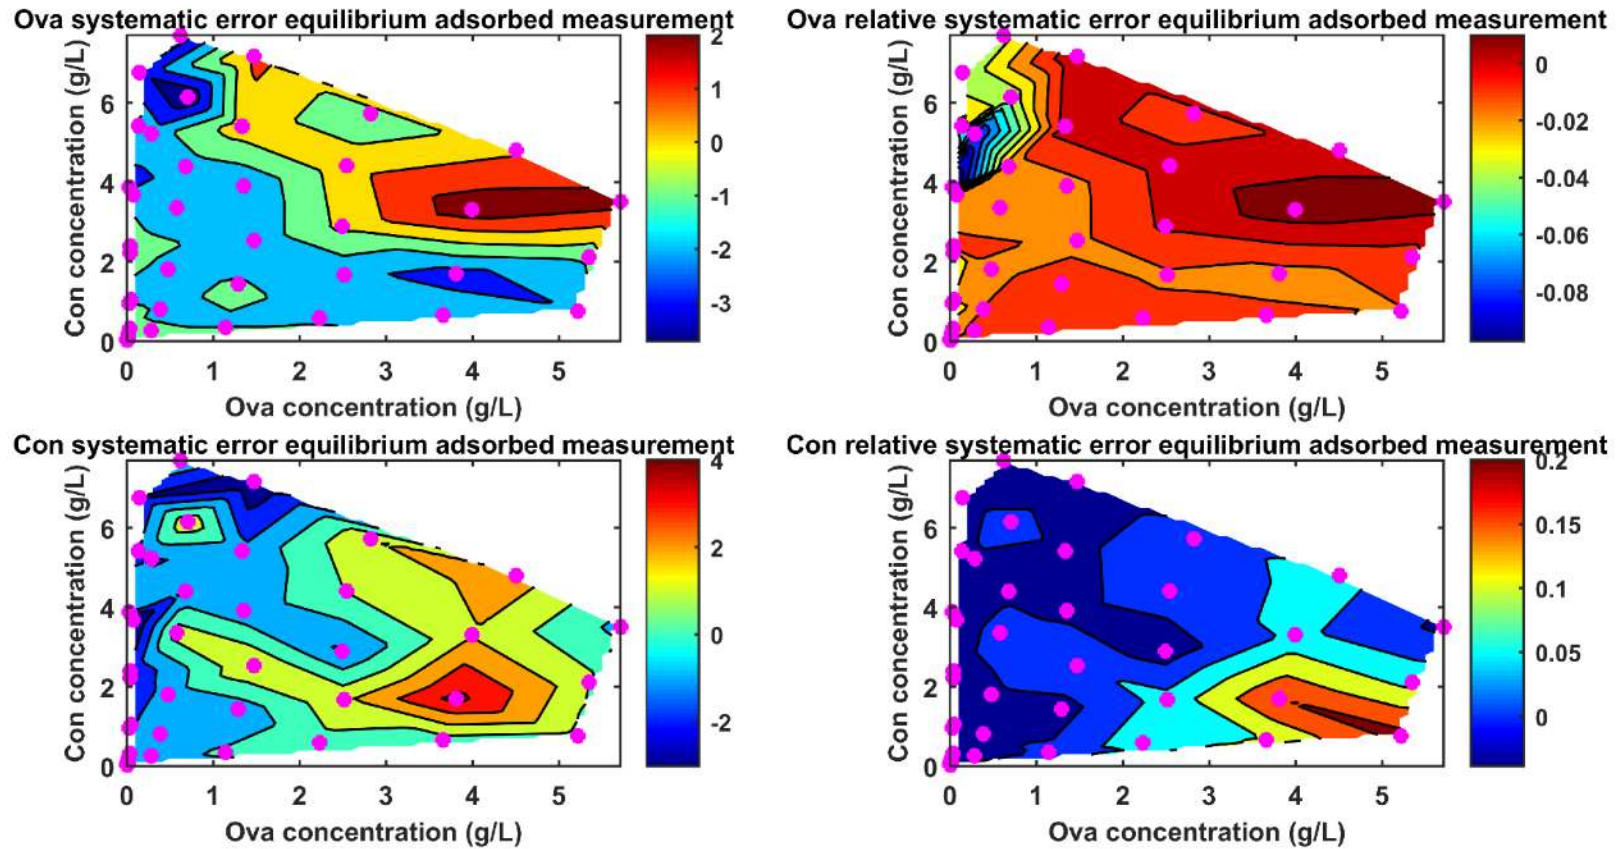 Ova systematic error equilibrium adsorbed measurement
Con concentration (g/L)
6
4
2
0
0 1 2 3 4 5
Ova concentration (g/L)
2
1
0
-1
-2
-3
Ova relative systematic error equilibrium adsorbed measurement
Con concentration (g/L)
6
4
2
0
0 1 2 3 4 5
Ova concentration (g/L)
0
-0.02
-0.04
-0.06
-0.08
Con systematic error equilibrium adsorbed measurement
Con concentration (g/L)
6
4
2
0
0 1 2 3 4 5
Ova concentration (g/L)
4
2
0
-2
Con relative systematic error equilibrium adsorbed measurement
Con concentration (g/L)
6
4
2
0
0 1 2 3 4 5
Ova concentration (g/L)
0.2
0.15
0.1
0.05
0